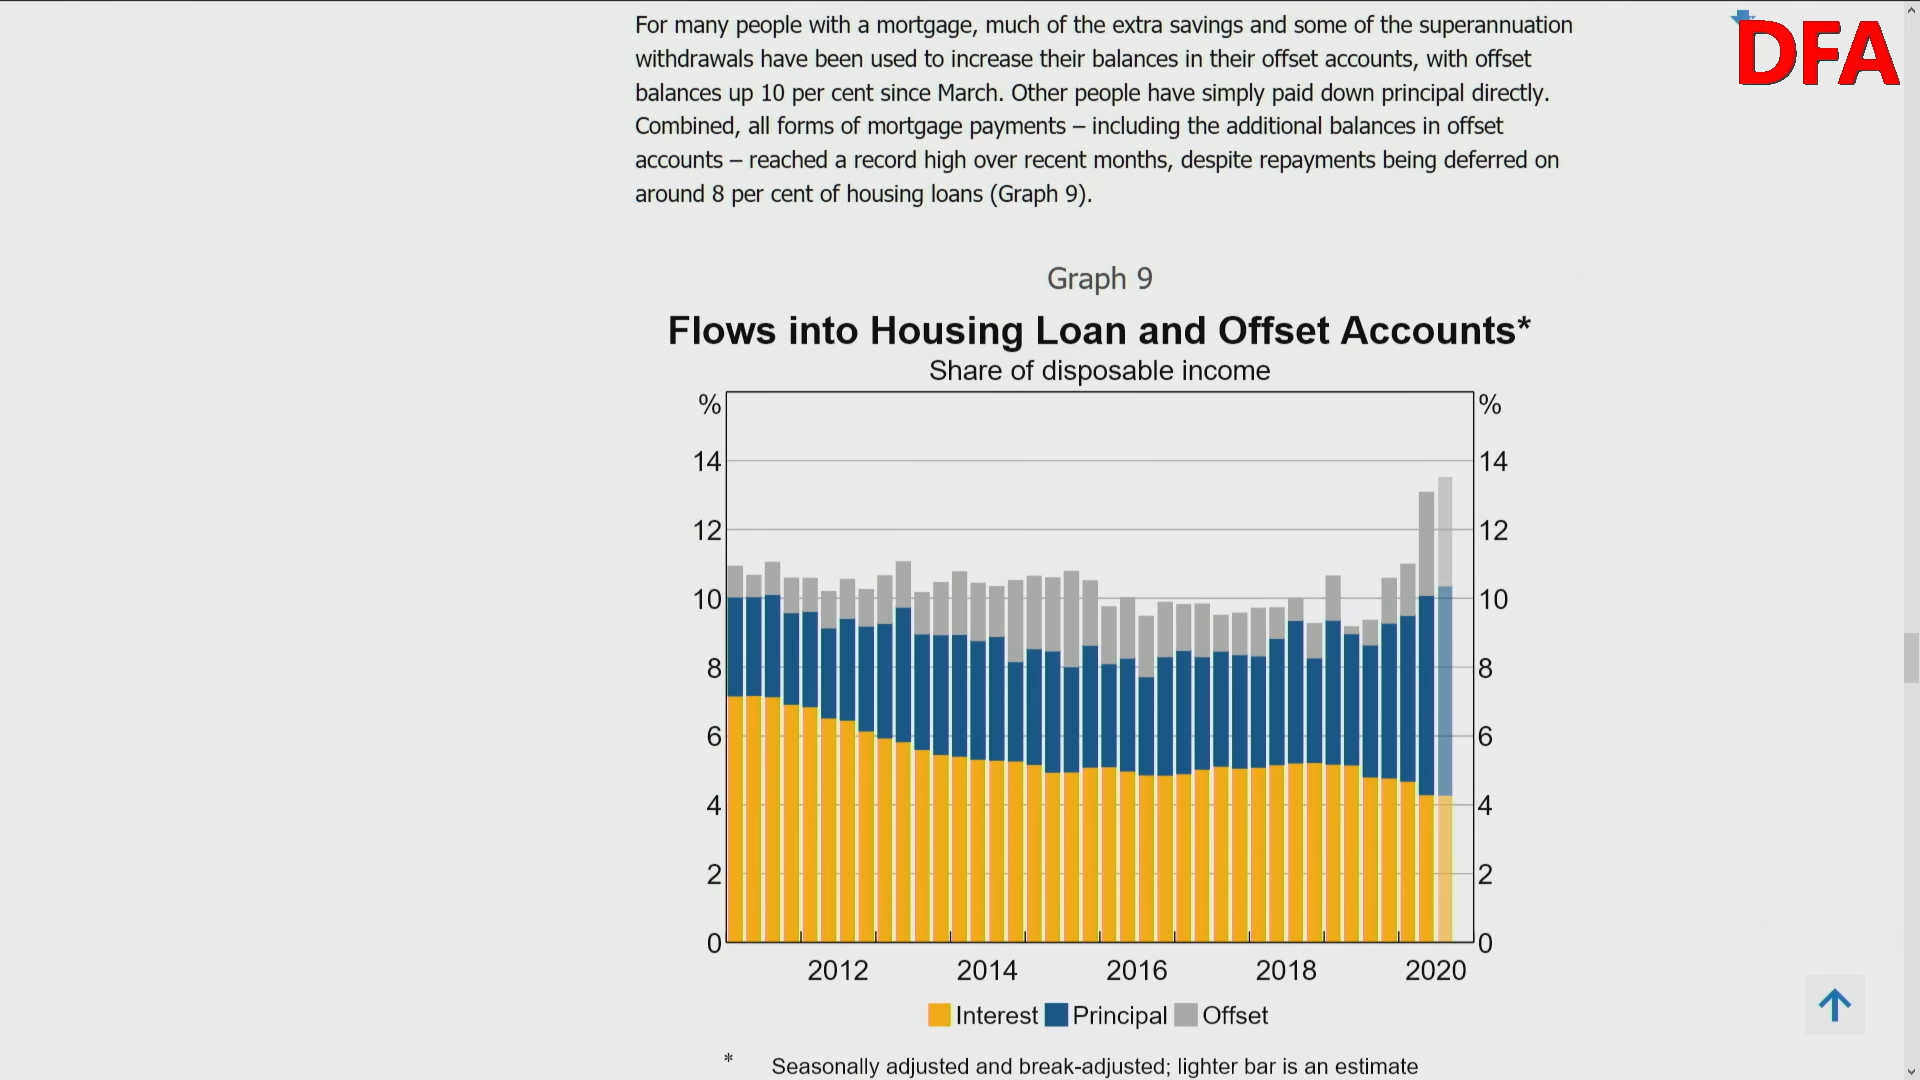 For many people with a mortgage, much of the extra savings and some of the superannuation
withdrawals have been used to increase their balances in their offset accounts, with offset
balances up 10 per cent since March. Other people have simply paid down principal directly.
Combined, all forms of mortgage payments – including the additional balances in offset
accounts – reached a record high over recent months, despite repayments being deferred on
around 8 per cent of housing loans (Graph 9).
DFA
Graph 9
Flows into Housing Loan and Offset Accounts*
Share of disposable income
% %
14 14
12 12
10 10
8 8
6 6
4 4
2 2
0 0
2012 2014 2016 2018 2020
Interest Principal Offset
* Seasonally adjusted and break-adjusted; lighter bar is an estimate